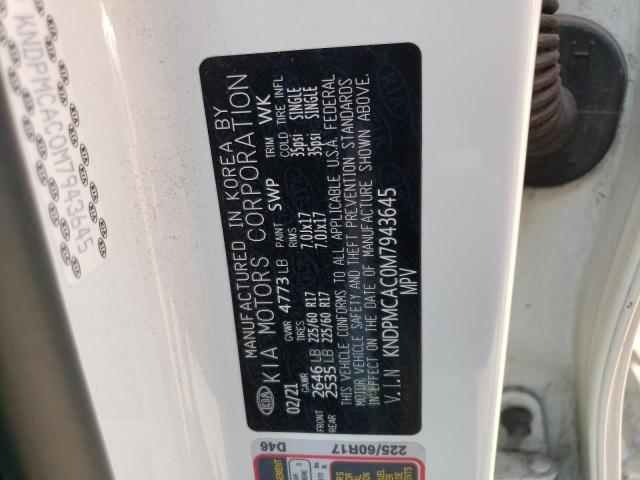 KNDPMCAC0M7943645
MANUFACTURED IN KOREA BY
KIA KIA MOTORS CORPORATION
02/21 GVWR 4773 LB PAINT SWP TRIM WK
GAWR TIRES RIMS COLD TIRE INFL
FRONT 2646 LB 225/60 R17 7.0Jx17 35psi SINGLE
REAR 2535 LB 225/60 R17 7.0Jx17 35psi SINGLE
THIS VEHICLE CONFORMS TO ALL APPLICABLE U.S.A. FEDERAL
MOTOR VEHICLE SAFETY AND THEFT PREVENTION STANDARDS
IN EFFECT ON THE DATE OF MANUFACTURE SHOWN ABOVE.
V.I.N KNDPMCAC0M7943645
MPV
D46
225/60R17